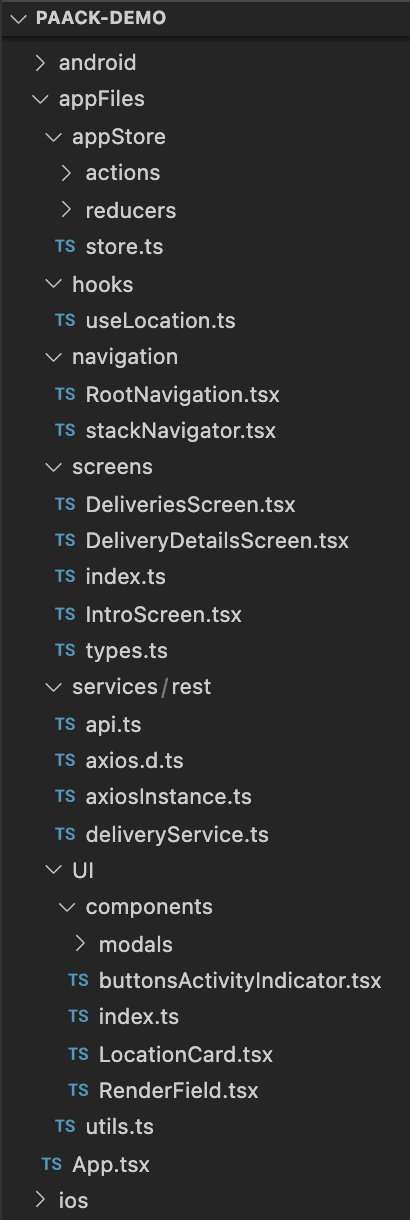 PAACK-DEMO
android
appFiles
appStore
actions
reducers
TS store.ts
hooks
TS useLocation.ts
navigation
TS RootNavigation.tsx
TS stackNavigator.tsx
screens
TS DeliveriesScreen.tsx
TS DeliveryDetailsScreen.tsx
TS index.ts
TS IntroScreen.tsx
TS types.ts
services/rest
TS api.ts
TS axios.d.ts
TS axiosInstance.ts
TS deliveryService.ts
UI
components
modals
TS buttonsActivityIndicator.tsx
TS index.ts
TS LocationCard.tsx
TS RenderField.tsx
TS utils.ts
TS App.tsx
ios